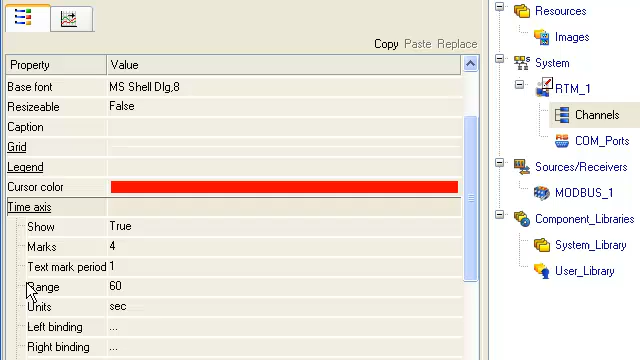 Copy Paste Replace
Property Value
Base font MS Shell Dlg,8
Resizeable False
Caption
Grid
Legend
Cursor color
Time axis
Show True
Marks 4
Text mark period 1
Range 60
Units sec
Left binding ...
Right binding ...
Resources
Images
System
RTM_1
Channels
COM_Ports
Sources/Receivers
MODBUS_1
Component_Libraries
System_Library
User_Library